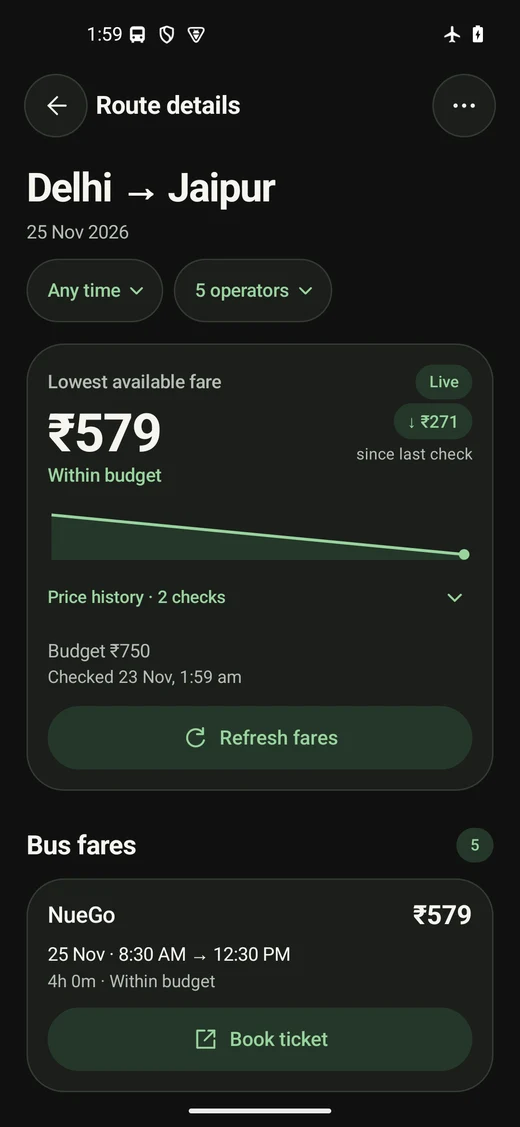 1:59
Route details
Delhi → Jaipur
25 Nov 2026
Any time
5 operators
Lowest available fare
Live
₹579
↓ ₹271
since last check
Within budget
Price history · 2 checks
Budget ₹750
Checked 23 Nov, 1:59 am
Refresh fares
Bus fares
5
NueGo
₹579
25 Nov · 8:30 AM → 12:30 PM
4h 0m · Within budget
Book ticket